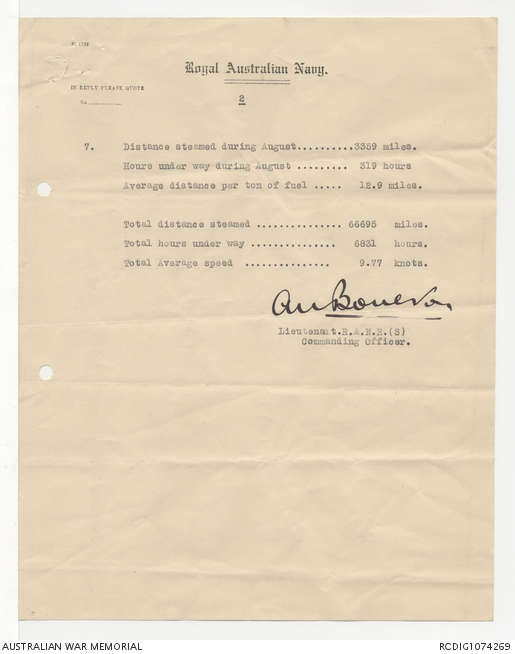 Royal Australian Navy.
IN REPLY PLEASE QUOTE
No
2
7. Distance steamed during August..........3359 miles.
Hours under way during August ......... 319 hours
Average distance per ton of fuel ..... 12.9 miles.
Total distance steamed ............... 66695 miles.
Total hours under way ............... 6831 hours.
Total Average speed ............... 9.77 knots.
Lieutenant.R.A.N.R.(S)
Commanding Officer.
AUSTRALIAN WAR MEMORIAL
RCDIG1074269